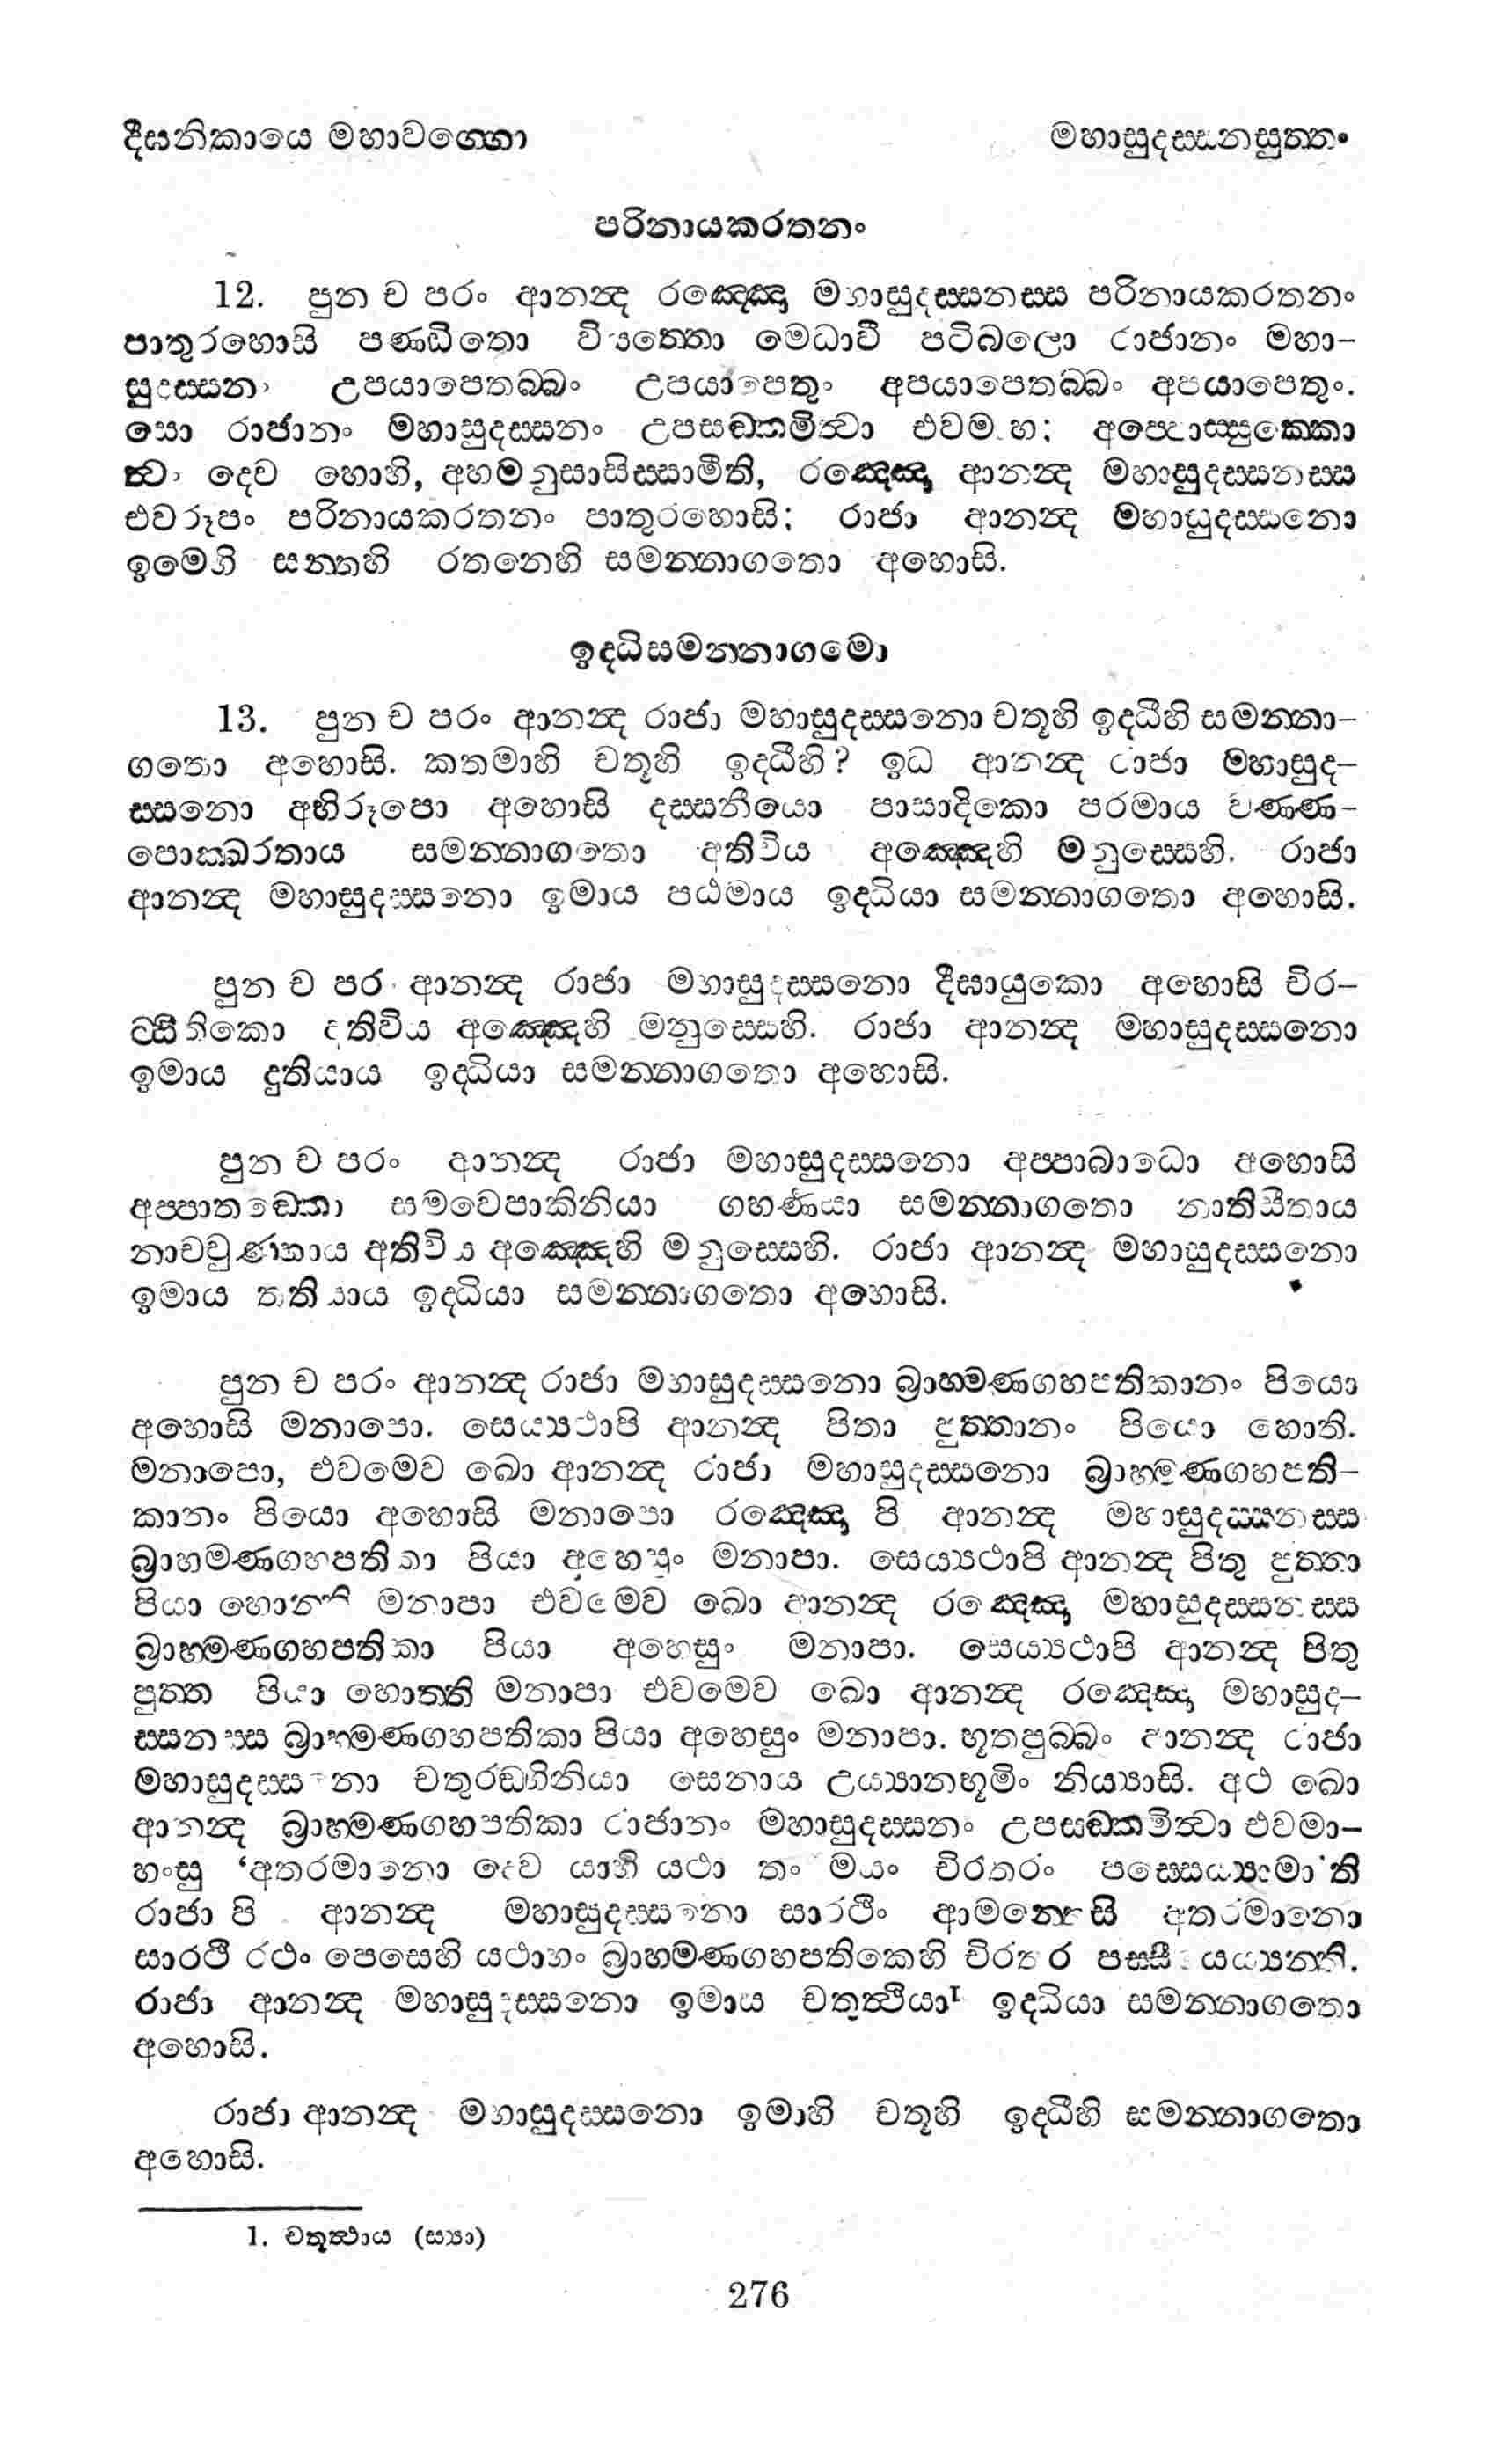 දීඝනිකායෙ මහාවග්ගො
මහාසුදස්සනසුත්තං
පරිනායකරතනං
12. පුන ච පරං ආනන්ද රඤ්ඤො මහාසුදස්සනස්ස පරිනායකරතනං
පාතුරහොසි පණ්ඩිතො වියත්තො මෙධාවී පටිබලො රාජානං මහා-
සුදස්සනං උපයාපෙතබ්බං උපයාපෙතුං අපයාපෙතබ්බං අපයාපෙතුං.
සො රාජානං මහාසුදස්සනං උපසඞ්කමිත්වා එවමාහ; අප්පොස්සුක්කො
ත්වං දෙව හොහි, අහමනුසාසිස්සාමීති, රඤ්ඤො ආනන්ද මහාසුදස්සනස්ස
එවරූපං පරිනායකරතනං පාතුරහොසි; රාජා ආනන්ද මහාසුදස්සනො
ඉමෙහි සත්තහි රතනෙහි සමන්නාගතො අහොසි.
ඉද්ධිසමන්නාගමො
13. පුන ච පරං ආනන්ද රාජා මහාසුදස්සනො චතූහි ඉද්ධීහි සමන්නා-
ගතො අහොසි. කතමාහි චතූහි ඉද්ධීහි? ඉධ ආනන්ද රාජා මහාසුද-
ස්සනො අභිරූපො අහොසි දස්සනීයො පාසාදිකො පරමාය වණ්ණ-
පොක්ඛරතාය සමන්නාගතො අතිවිය අඤ්ඤෙහි මනුස්සෙහි. රාජා
ආනන්ද මහාසුදස්සනො ඉමාය පඨමාය ඉද්ධියා සමන්නාගතො අහොසි.
පුන ච පරං ආනන්ද රාජා මහාසුදස්සනො දීඝායුකො අහොසි චිර-
ට්ඨිතිකො අතිවිය අඤ්ඤෙහි මනුස්සෙහි. රාජා ආනන්ද මහාසුදස්සනො
ඉමාය දුතියාය ඉද්ධියා සමන්නාගතො අහොසි.
පුන ච පරං ආනන්ද රාජා මහාසුදස්සනො අප්පාබාධො අහොසි
අප්පාතඞ්කො සමවෙපාකිනියා ගහණියා සමන්නාගතො නාතිසීතාය
නාච්චුණ්හාය අතිවිය අඤ්ඤෙහි මනුස්සෙහි. රාජා ආනන්ද මහාසුදස්සනො
ඉමාය තතියාය ඉද්ධියා සමන්නාගතො අහොසි.
පුන ච පරං ආනන්ද රාජා මහාසුදස්සනො බ්‍රාහ්මණගහපතිකානං පියො
අහොසි මනාපො. සෙය්‍යථාපි ආනන්ද පිතා පුත්තානං පියො හොති.
මනාපො, එවමෙව ඛො ආනන්ද රාජා මහාසුදස්සනො බ්‍රාහ්මණගහපති-
කානං පියො අහොසි මනාපො රඤ්ඤො පි ආනන්ද මහාසුදස්සනස්ස
බ්‍රාහ්මණගහපතිකා පියා අහෙසුං මනාපා. සෙය්‍යථාපි ආනන්ද පිතු පුත්තා
පියා හොන්ති මනාපා එවමෙව ඛො ආනන්ද රඤ්ඤො මහාසුදස්සනස්ස
බ්‍රාහ්මණගහපතිකා පියා අහෙසුං මනාපා. සෙය්‍යථාපි ආනන්ද පිතු
පුත්ත පියා හොන්ති මනාපා එවමෙව ඛො ආනන්ද රඤ්ඤො මහාසුද-
ස්සනස්ස බ්‍රාහ්මණගහපතිකා පියා අහෙසුං මනාපා. භූතපුබ්බං ආනන්ද රාජා
මහාසුදස්සනො චතුරඞ්ගිනියා සෙනාය උය්‍යානභූමිං නිය්‍යාසි. අථ ඛො
ආනන්ද බ්‍රාහ්මණගහපතිකා රාජානං මහාසුදස්සනං උපසඞ්කමිත්වා එවමා-
හංසු 'අතරමානො දෙව යාහි යථා තං මයං චිරතරං පස්සෙය්‍යාමා'ති
රාජා පි ආනන්ද මහාසුදස්සනො සාරථිං ආමන්තෙසි අතරමානො
සාරථි රථං පෙසෙහි යථාහං බ්‍රාහ්මණගහපතිකෙහි චිරතරං පස්සීයෙය්‍යන්ති.
රාජා ආනන්ද මහාසුදස්සනො ඉමාය චතුත්ථියා¹ ඉද්ධියා සමන්නාගතො
අහොසි.
රාජා ආනන්ද මහාසුදස්සනො ඉමාහි චතූහි ඉද්ධීහි සමන්නාගතො
අහොසි.
1. චතුත්ථාය (ස්‍යා)
276